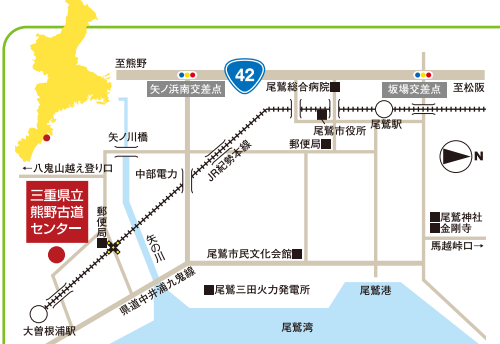 至熊野
42
矢ノ浜南交差点
尾鷲総合病院
坂場交差点
至松阪
尾鷲市役所
尾鷲駅
矢ノ川橋
郵便局
JR紀勢本線
N
←八鬼山越え登り口
中部電力
三重県立
熊野古道
センター
郵便局
矢の川
尾鷲神社
金剛寺
馬越峠口→
尾鷲市民文化会館
県道中井浦九鬼線
尾鷲三田火力発電所
尾鷲港
大曽根浦駅
尾鷲湾